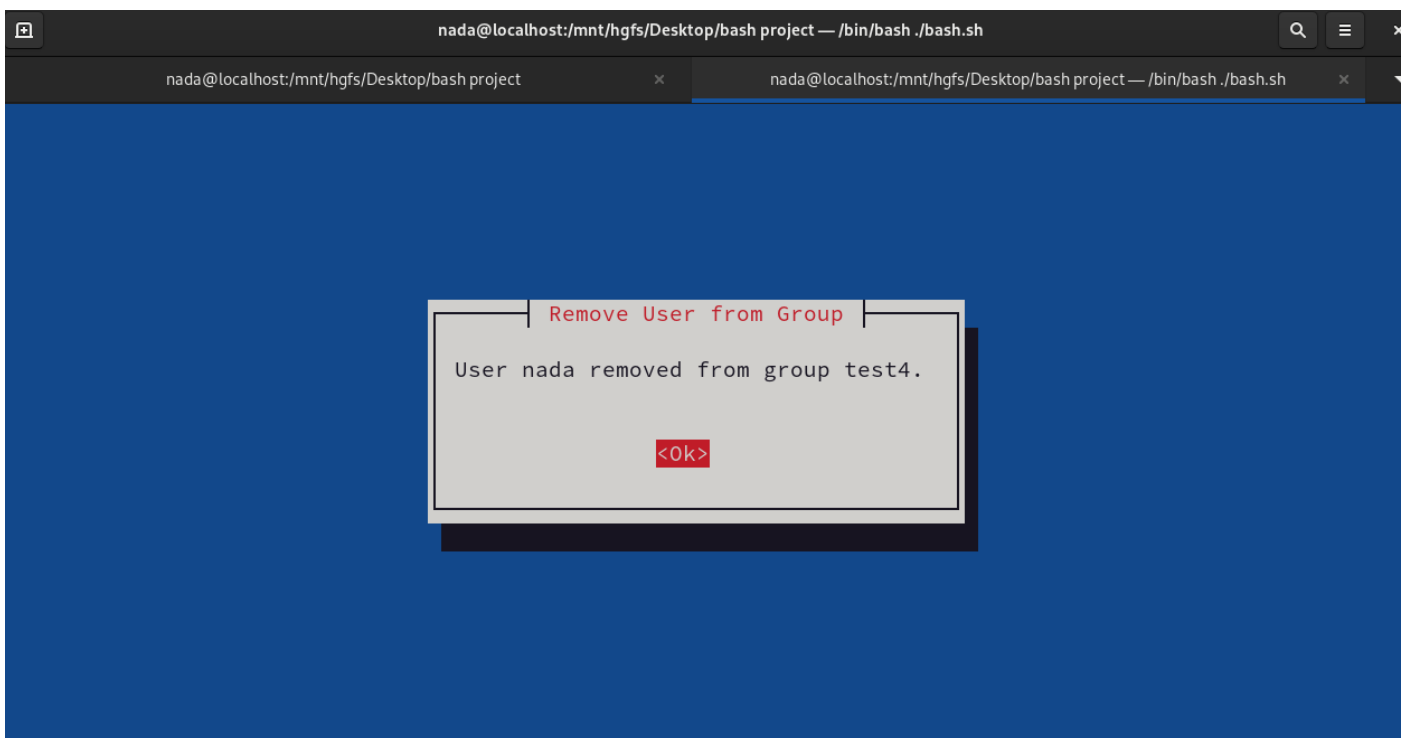 nada@localhost:/mnt/hgfs/Desktop/bash project — /bin/bash ./bash.sh
nada@localhost:/mnt/hgfs/Desktop/bash project
nada@localhost:/mnt/hgfs/Desktop/bash project — /bin/bash ./bash.sh
Remove User from Group
User nada removed from group test4.
<Ok>